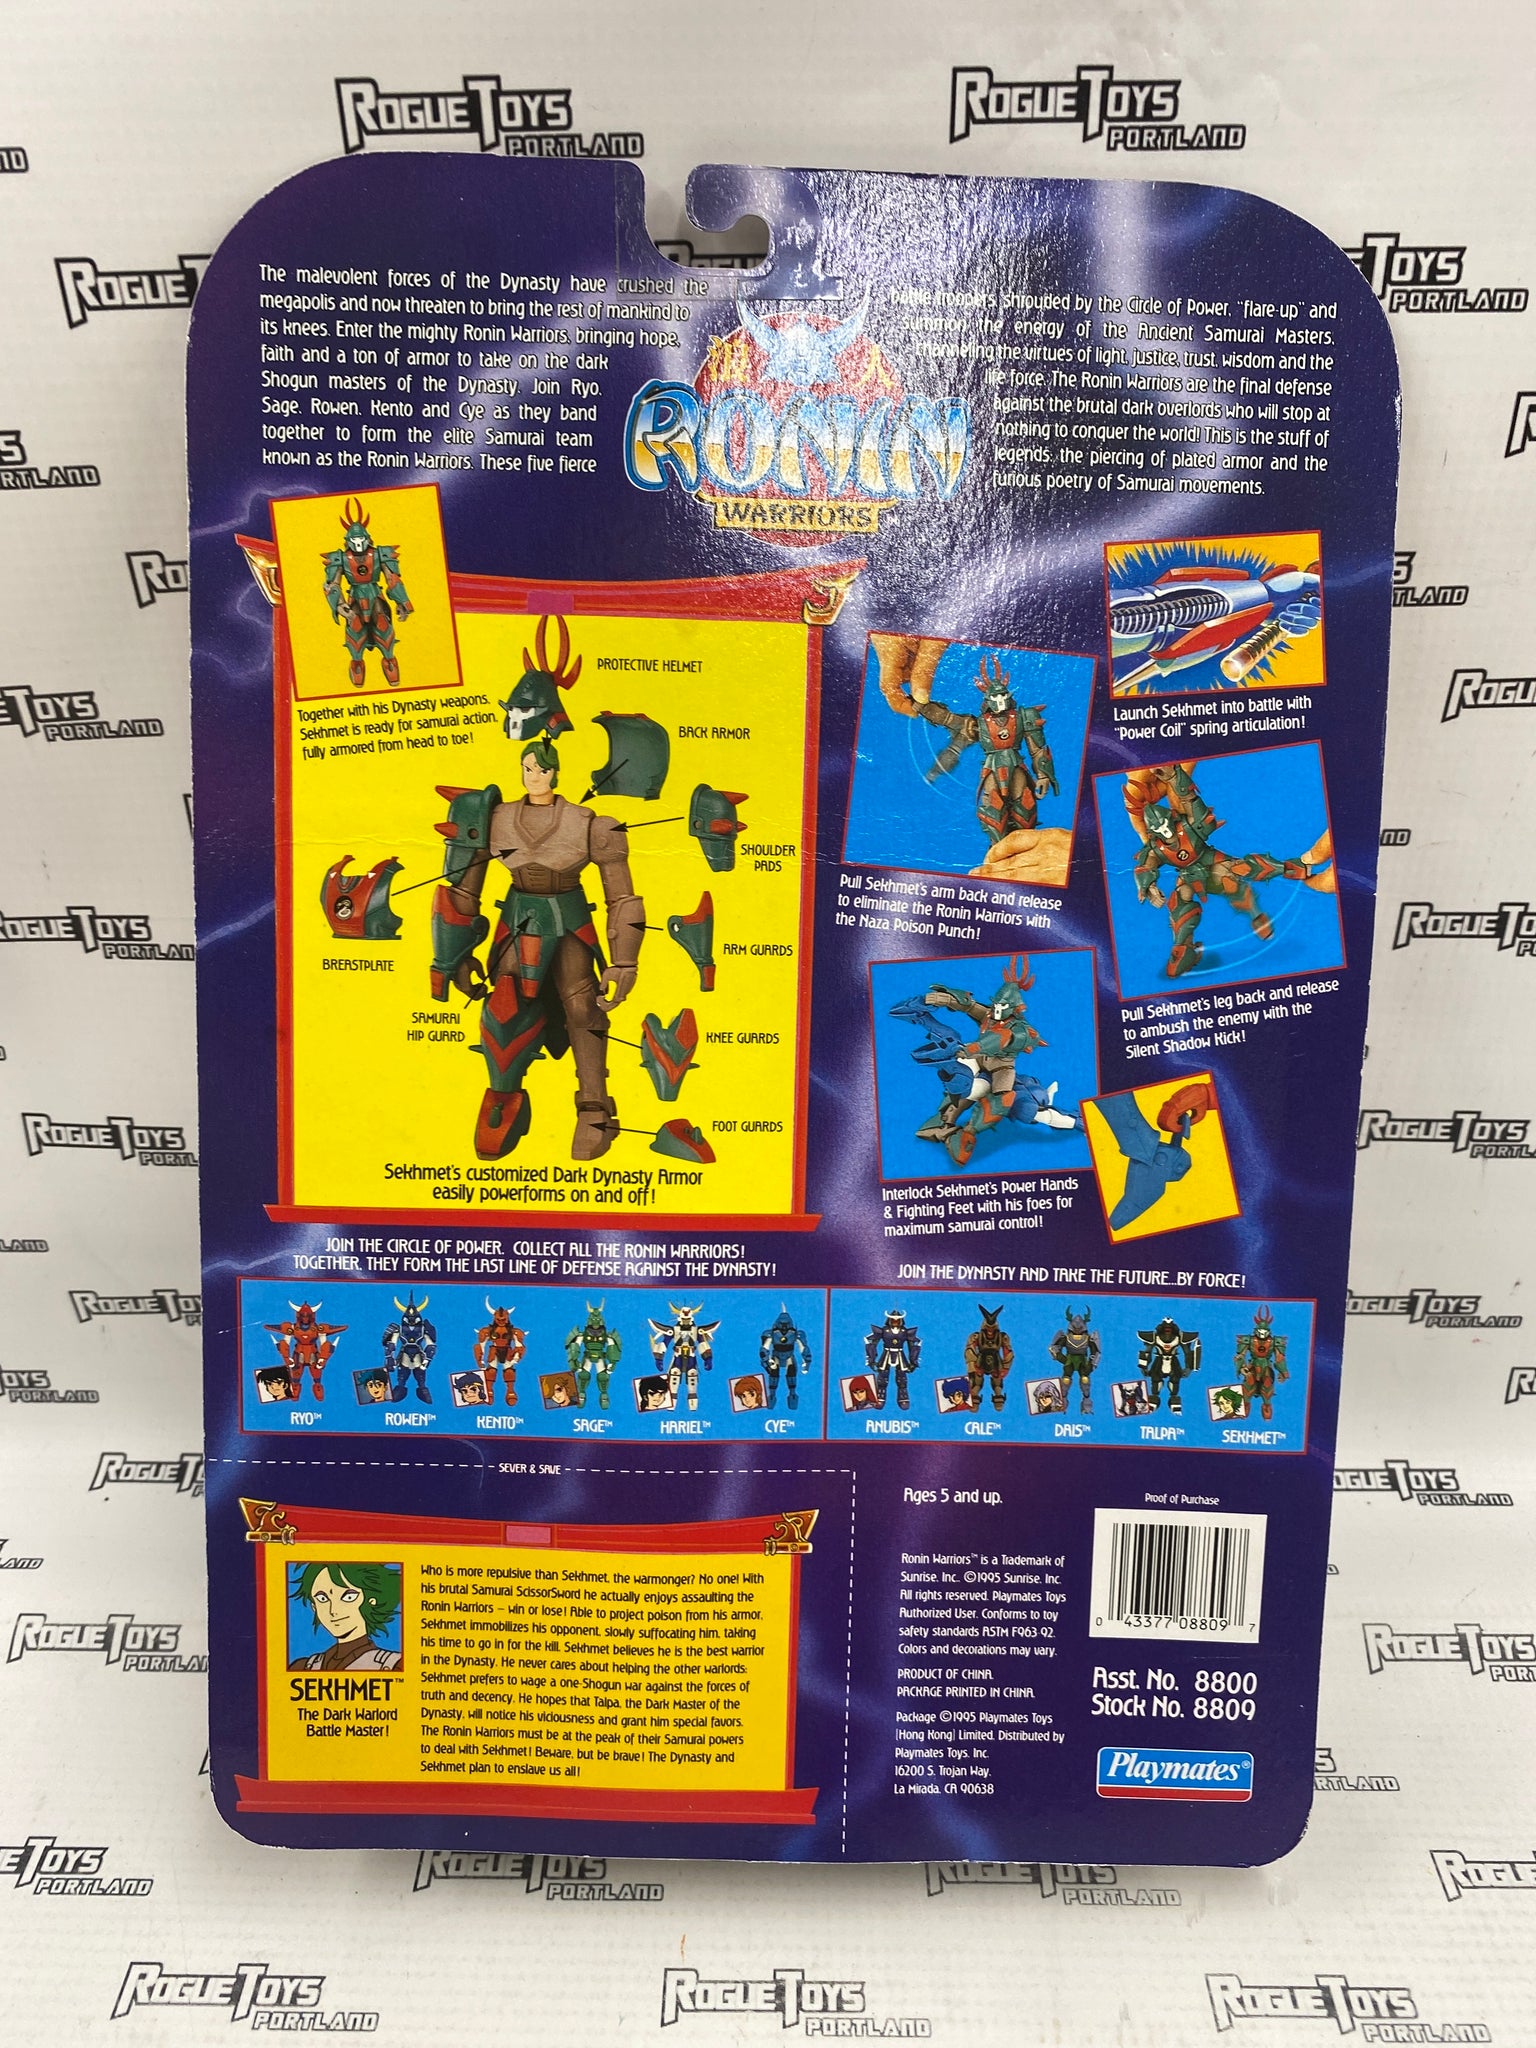 ROGUE TOYS
PORTLAND
ROGUE TOYS
PORTLAND
The malevolent forces of the Dynasty have crushed the
megapolis and now threaten to bring the rest of mankind to
its knees. Enter the mighty Ronin Warriors, bringing hope,
faith and a ton of armor to take on the dark
Shogun masters of the Dynasty. Join Ryo,
Sage, Rowen, Kento and Cye as they band
together to form the elite Samurai team
known as the Ronin Warriors. These five fierce
battle troopers, shrouded by the Circle of Power, "flare-up" and
summon the energy of the Ancient Samurai Masters,
channeling the virtues of light, justice, trust, wisdom and the
life force. The Ronin Warriors are the final defense
against the brutal dark overlords who will stop at
nothing to conquer the world! This is the stuff of
legends: the piercing of plated armor and the
furious poetry of Samurai movements.
浪人
RONIN
WARRIORS
Together with his Dynasty weapons,
Sekhmet is ready for samurai action,
fully armored from head to toe!
PROTECTIVE HELMET
BACK ARMOR
SHOULDER
PADS
BREASTPLATE
ARM GUARDS
SAMURAI
HIP GUARD
KNEE GUARDS
FOOT GUARDS
Sekhmet's customized Dark Dynasty Armor
easily powerforms on and off!
Launch Sekhmet into battle with
"Power Coil" spring articulation!
Pull Sekhmet's arm back and release
to eliminate the Ronin Warriors with
the Naza Poison Punch!
Pull Sekhmet's leg back and release
to ambush the enemy with the
Silent Shadow Kick!
Interlock Sekhmet's Power Hands
& Fighting Feet with his foes for
maximum samurai control!
JOIN THE CIRCLE OF POWER. COLLECT ALL THE RONIN WARRIORS!
TOGETHER, THEY FORM THE LAST LINE OF DEFENSE AGAINST THE DYNASTY!
JOIN THE DYNASTY AND TAKE THE FUTURE...BY FORCE!
RYO™ ROWEN™ KENTO™ SAGE™ HARIEL™ CYE™ ANUBIS™ CALE™ DAIS™ TALPA™ SEKHMET™
SEVER & SAVE
SEKHMET™
The Dark Warlord
Battle Master!
Who is more repulsive than Sekhmet, the warmonger? No one! With
his brutal Samurai ScissorSword he actually enjoys assaulting the
Ronin Warriors – win or lose! Able to project poison from his armor,
Sekhmet immobilizes his opponent, slowly suffocating him, taking
his time to go in for the kill. Sekhmet believes he is the best warrior
in the Dynasty. He never cares about helping the other warlords;
Sekhmet prefers to wage a one-Shogun war against the forces of
truth and decency. He hopes that Talpa, the Dark Master of the
Dynasty, will notice his viciousness and grant him special favors.
The Ronin Warriors must be at the peak of their Samurai powers
to deal with Sekhmet! Beware, but be brave! The Dynasty and
Sekhmet plan to enslave us all!
Ages 5 and up.
Proof of Purchase
0 43377 08809 7
Ronin Warriors™ is a Trademark of
Sunrise, Inc. ©1995 Sunrise, Inc.
All rights reserved. Playmates Toys
Authorized User. Conforms to toy
safety standards ASTM F963-92.
Colors and decorations may vary.
PRODUCT OF CHINA.
PACKAGE PRINTED IN CHINA.
Package ©1995 Playmates Toys
(Hong Kong) Limited. Distributed by
Playmates Toys, Inc.
16200 S. Trojan Way,
La Mirada, CA 90638
Asst. No. 8800
Stock No. 8809
Playmates®
ROGUE TOYS
PORTLAND
ROGUE TOYS
PORTLAND
ROGUE TOYS
PORTLAND